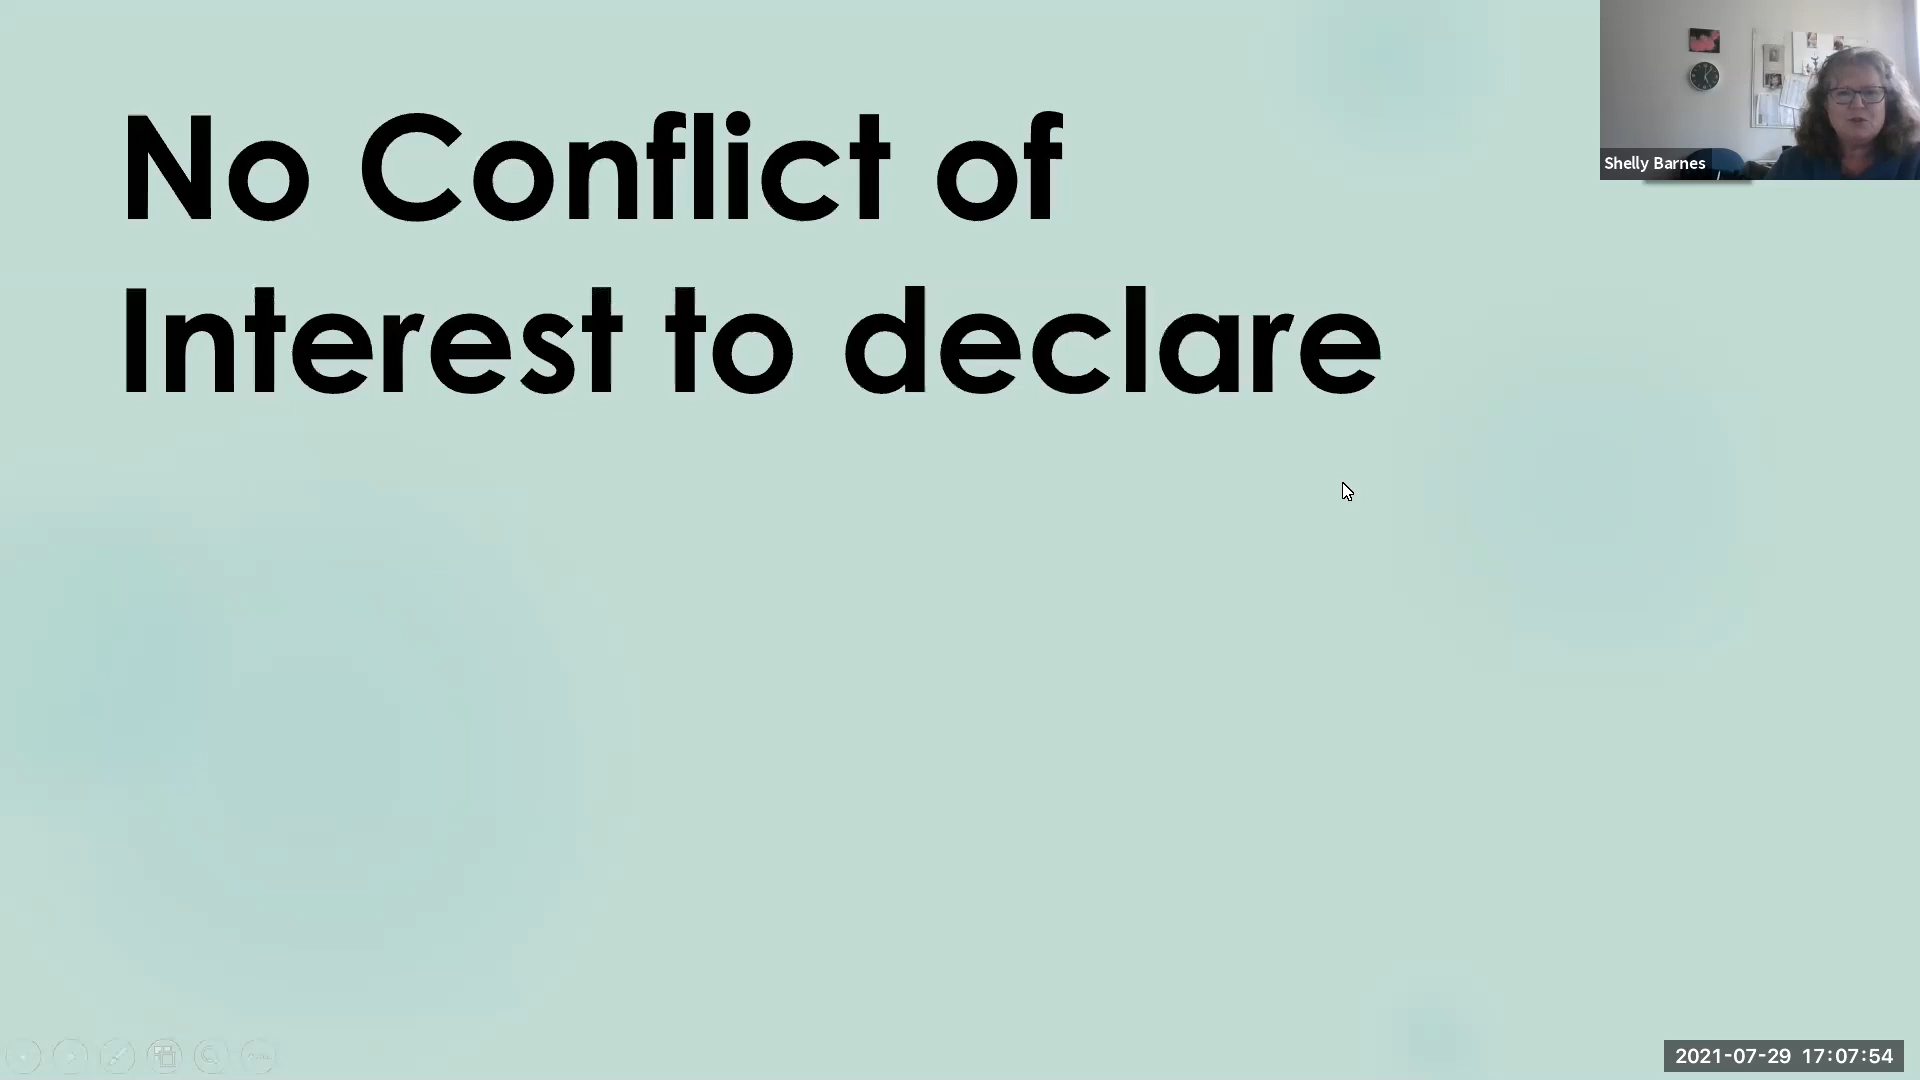 No Conflict of
Interest to declare
Shelly Barnes
2021-07-29 17:07:54